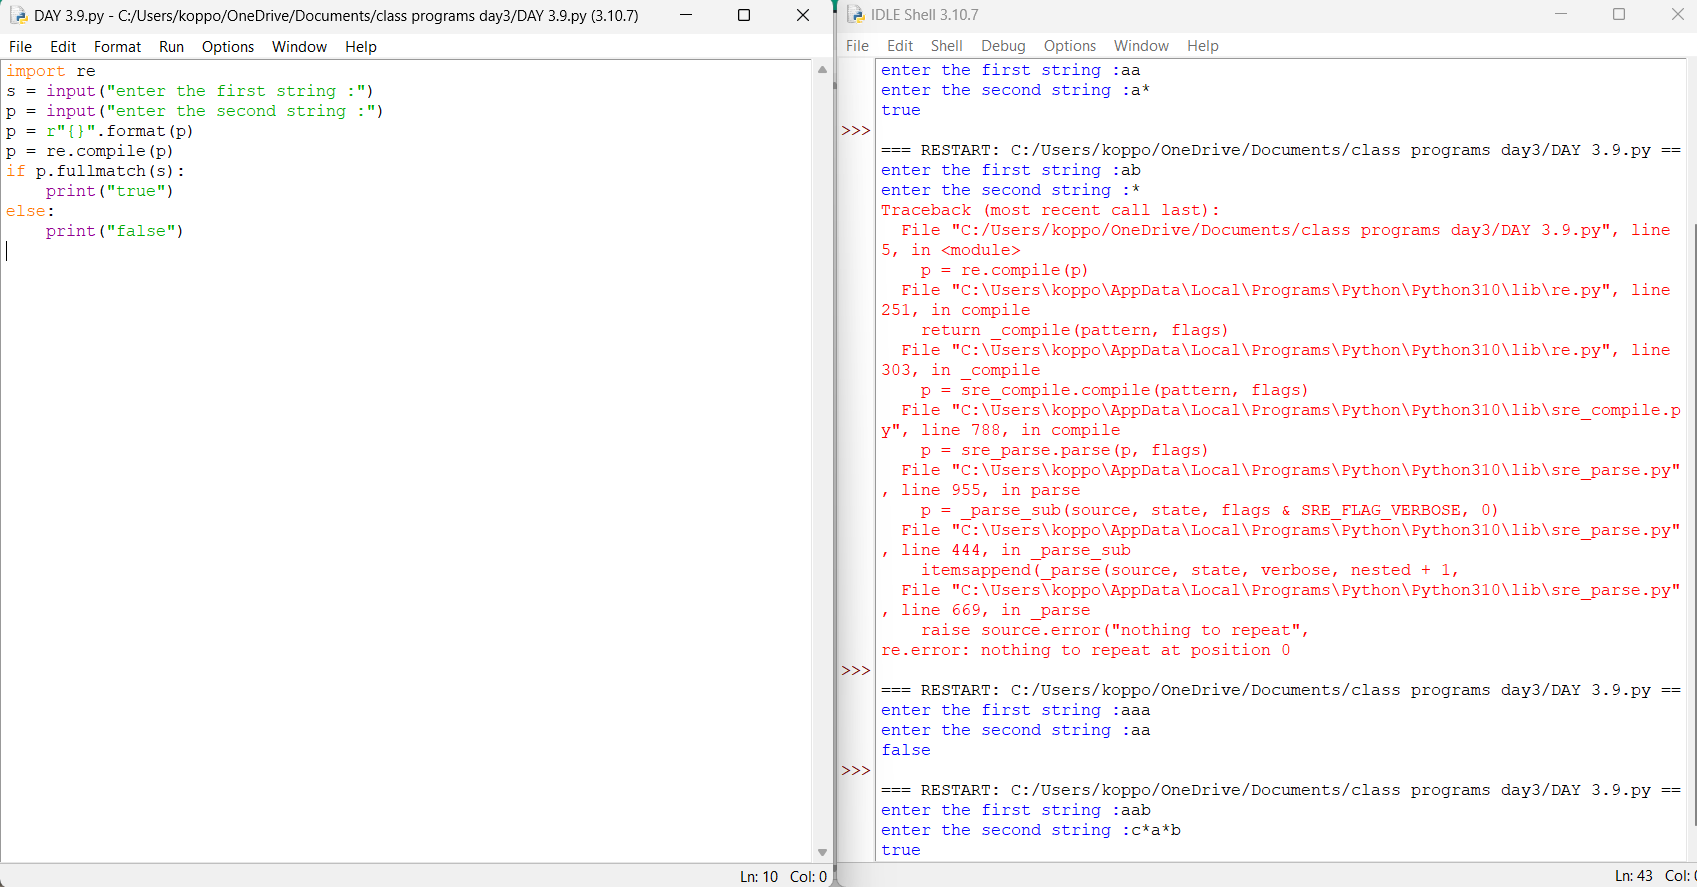 DAY 3.9.py - C:/Users/koppo/OneDrive/Documents/class programs day3/DAY 3.9.py (3.10.7)
File Edit Format Run Options Window Help
import re
s = input("enter the first string :")
p = input("enter the second string :")
p = r"{}".format(p)
p = re.compile(p)
if p.fullmatch(s):
    print("true")
else:
    print("false")
Ln: 10 Col: 0
IDLE Shell 3.10.7
File Edit Shell Debug Options Window Help
enter the first string :aa
enter the second string :a*
true
>>>
=== RESTART: C:/Users/koppo/OneDrive/Documents/class programs day3/DAY 3.9.py ==
enter the first string :ab
enter the second string :*
Traceback (most recent call last):
  File "C:/Users/koppo/OneDrive/Documents/class programs day3/DAY 3.9.py", line
5, in <module>
    p = re.compile(p)
  File "C:\Users\koppo\AppData\Local\Programs\Python\Python310\lib\re.py", line
251, in compile
    return _compile(pattern, flags)
  File "C:\Users\koppo\AppData\Local\Programs\Python\Python310\lib\re.py", line
303, in _compile
    p = sre_compile.compile(pattern, flags)
  File "C:\Users\koppo\AppData\Local\Programs\Python\Python310\lib\sre_compile.p
y", line 788, in compile
    p = sre_parse.parse(p, flags)
  File "C:\Users\koppo\AppData\Local\Programs\Python\Python310\lib\sre_parse.py"
, line 955, in parse
    p = _parse_sub(source, state, flags & SRE_FLAG_VERBOSE, 0)
  File "C:\Users\koppo\AppData\Local\Programs\Python\Python310\lib\sre_parse.py"
, line 444, in _parse_sub
    itemsappend(_parse(source, state, verbose, nested + 1,
  File "C:\Users\koppo\AppData\Local\Programs\Python\Python310\lib\sre_parse.py"
, line 669, in _parse
    raise source.error("nothing to repeat",
re.error: nothing to repeat at position 0
>>>
=== RESTART: C:/Users/koppo/OneDrive/Documents/class programs day3/DAY 3.9.py ==
enter the first string :aaa
enter the second string :aa
false
>>>
=== RESTART: C:/Users/koppo/OneDrive/Documents/class programs day3/DAY 3.9.py ==
enter the first string :aab
enter the second string :c*a*b
true
Ln: 43 Col: